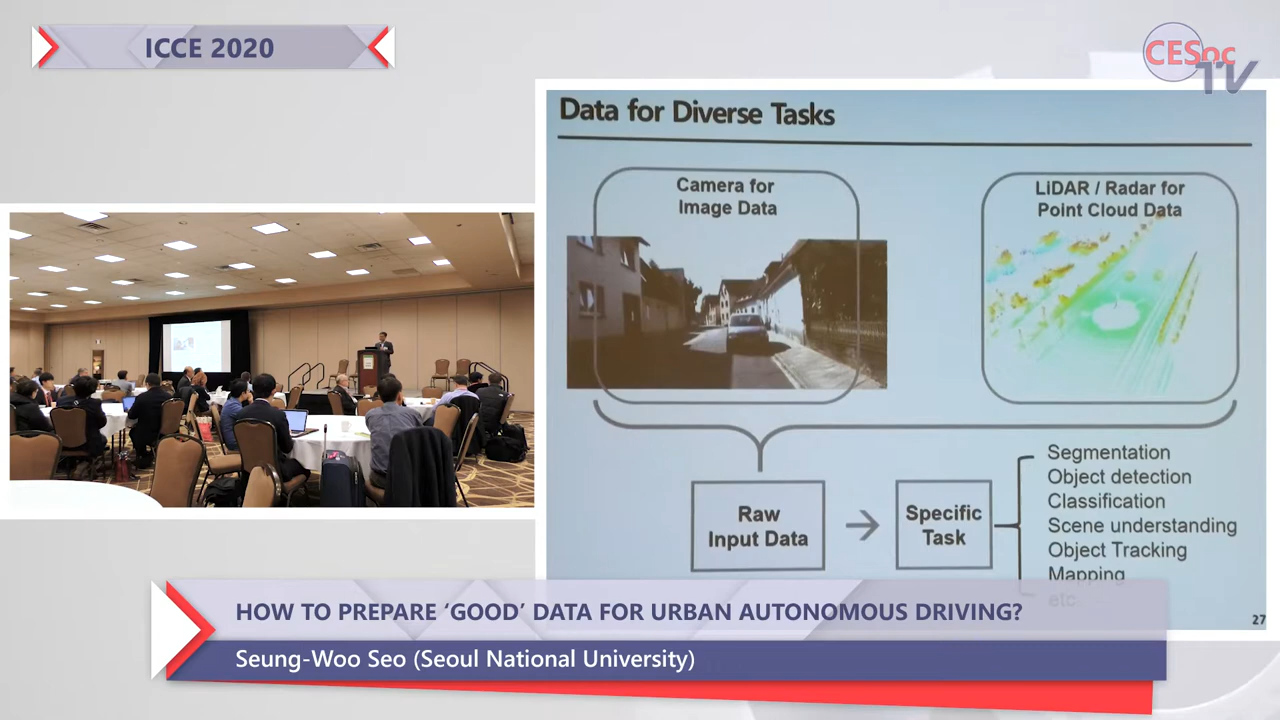 ICCE 2020
CESoc
TV
Data for Diverse Tasks
Camera for
Image Data
LiDAR / Radar for
Point Cloud Data
Raw
Input Data
Specific
Task
Segmentation
Object detection
Classification
Scene understanding
Object Tracking
Mapping
etc
27
HOW TO PREPARE ‘GOOD’ DATA FOR URBAN AUTONOMOUS DRIVING?
Seung-Woo Seo (Seoul National University)